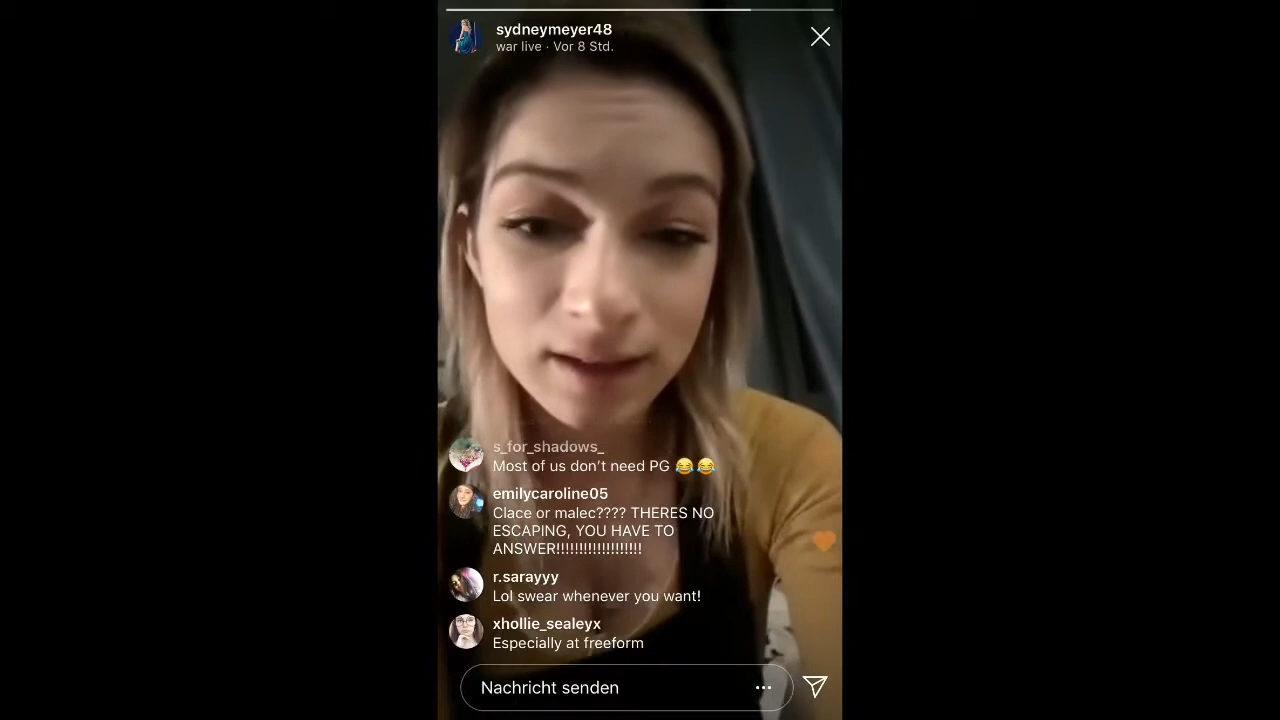 sydneymeyer48
war live · Vor 8 Std.
s_for_shadows_
Most of us don't need PG 😂😂
emilycaroline05
Clace or malec???? THERES NO
ESCAPING, YOU HAVE TO
ANSWER!!!!!!!!!!!!!!!!!!!
r.sarayyy
Lol swear whenever you want!
xhollie_sealeyx
Especially at freeform
Nachricht senden